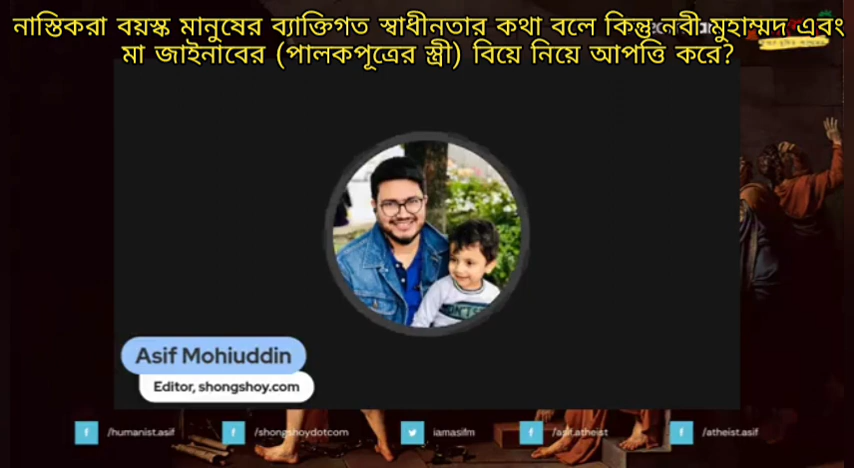 নাস্তিকরা বয়স্ক মানুষের ব্যাক্তিগত স্বাধীনতার কথা বলে কিন্তু নবী মুহাম্মদ এবং
মা জাইনাবের (পালকপূত্রের স্ত্রী) বিয়ে নিয়ে আপত্তি করে?
Asif Mohiuddin
Editor, shongshoy.com
/humanist.asif
/shongshoydotcom
iamasifm
/asif.atheist
/atheist.asif